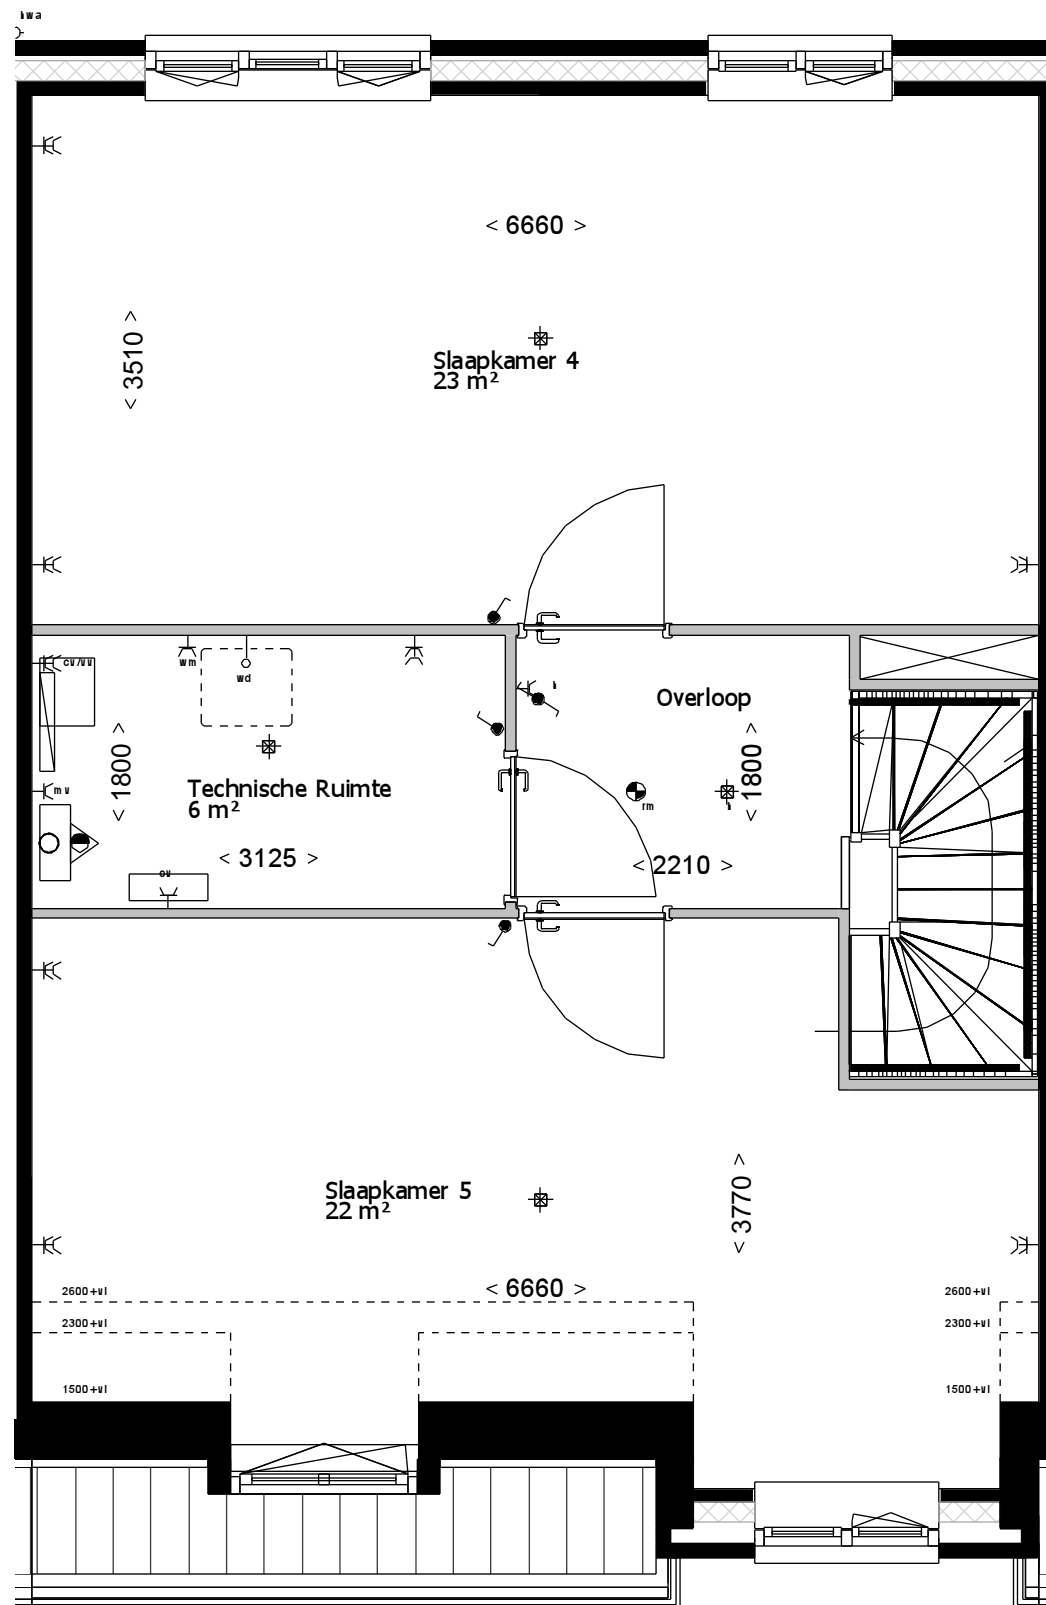 hwa
< 6660 >
< 3510 >
Slaapkamer 4
23 m²
cv/vv
wm
wd
h
Overloop
< 1800 >
Technische Ruimte
6 m²
mv
< 1800 >
rm
h
< 3125 >
< 2210 >
ov
Slaapkamer 5
22 m²
< 3770 >
< 6660 >
2600+vl
2600+vl
2300+vl
2300+vl
1500+vl
1500+vl